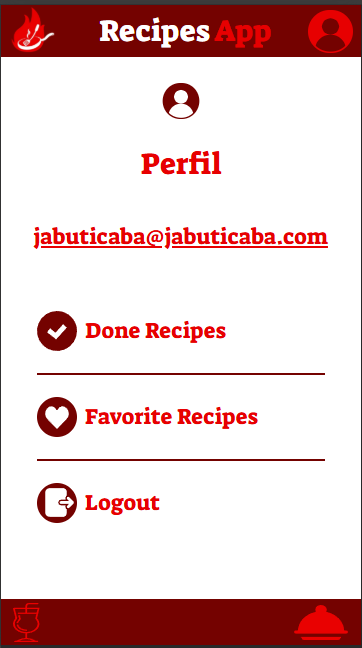 Recipes App
Perfil
jabuticaba@jabuticaba.com
Done Recipes
Favorite Recipes
Logout